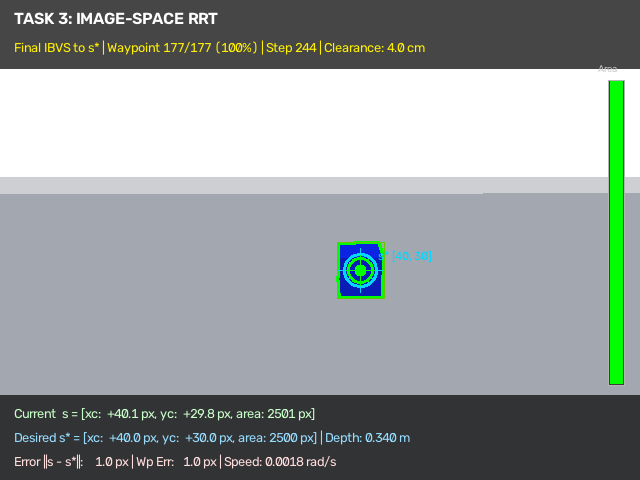 TASK 3: IMAGE-SPACE RRT
Final IBVS to s* | Waypoint 177/177 (100%) | Step 244 | Clearance: 4.0 cm
Area
s* [40, 30]
Current s = [xc: +40.1 px, yc: +29.8 px, area: 2501 px]
Desired s* = [xc: +40.0 px, yc: +30.0 px, area: 2500 px] | Depth: 0.340 m
Error ||s - s*||: 1.0 px | Wp Err: 1.0 px | Speed: 0.0018 rad/s